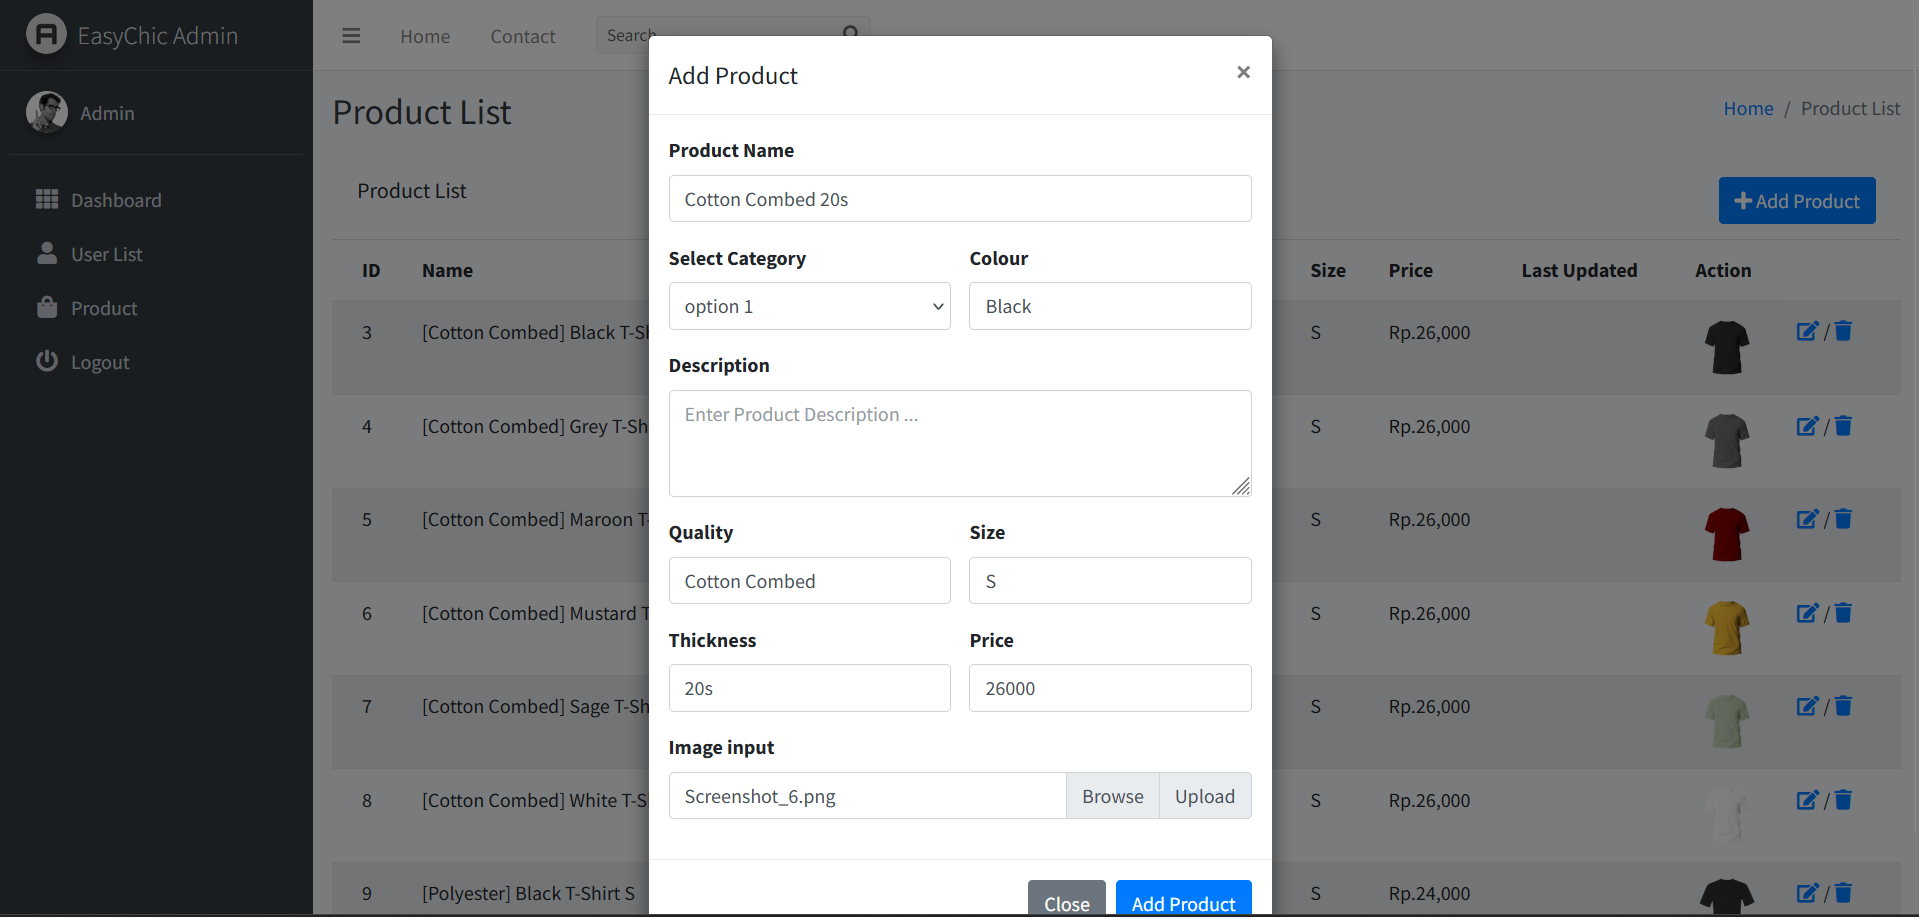 EasyChic Admin
Home
Contact
Search
Admin
Dashboard
User List
Product
Logout
Product List
Home / Product List
Product List
Add Product
ID Name Size Price Last Updated Action
3 [Cotton Combed] Black T-Sh S Rp.26,000 /
4 [Cotton Combed] Grey T-Sh S Rp.26,000 /
5 [Cotton Combed] Maroon T- S Rp.26,000 /
6 [Cotton Combed] Mustard T S Rp.26,000 /
7 [Cotton Combed] Sage T-Sh S Rp.26,000 /
8 [Cotton Combed] White T-S S Rp.26,000 /
9 [Polyester] Black T-Shirt S S Rp.24,000 /
Add Product ×
Product Name
Cotton Combed 20s
Select Category Colour
option 1 Black
Description
Enter Product Description ...
Quality Size
Cotton Combed S
Thickness Price
20s 26000
Image input
Screenshot_6.png Browse Upload
Close Add Product